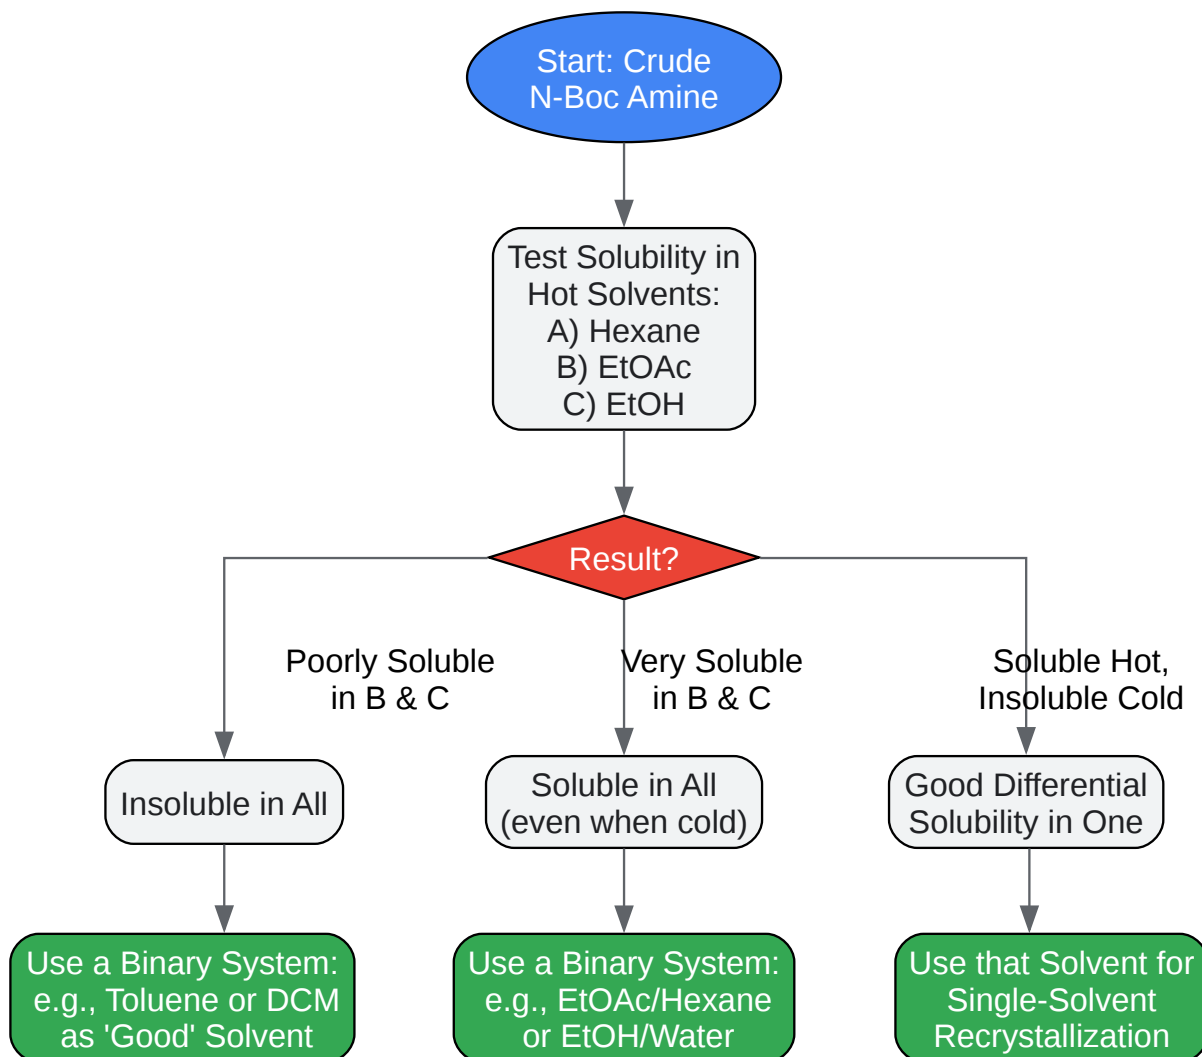 Start: Crude
N-Boc Amine
Test Solubility in
Hot Solvents:
A) Hexane
B) EtOAc
C) EtOH
Result?
Poorly Soluble
in B & C
Very Soluble
in B & C
Soluble Hot,
Insoluble Cold
Insoluble in All
Soluble in All
(even when cold)
Good Differential
Solubility in One
Use a Binary System:
e.g., Toluene or DCM
as 'Good' Solvent
Use a Binary System:
e.g., EtOAc/Hexane
or EtOH/Water
Use that Solvent for
Single-Solvent
Recrystallization